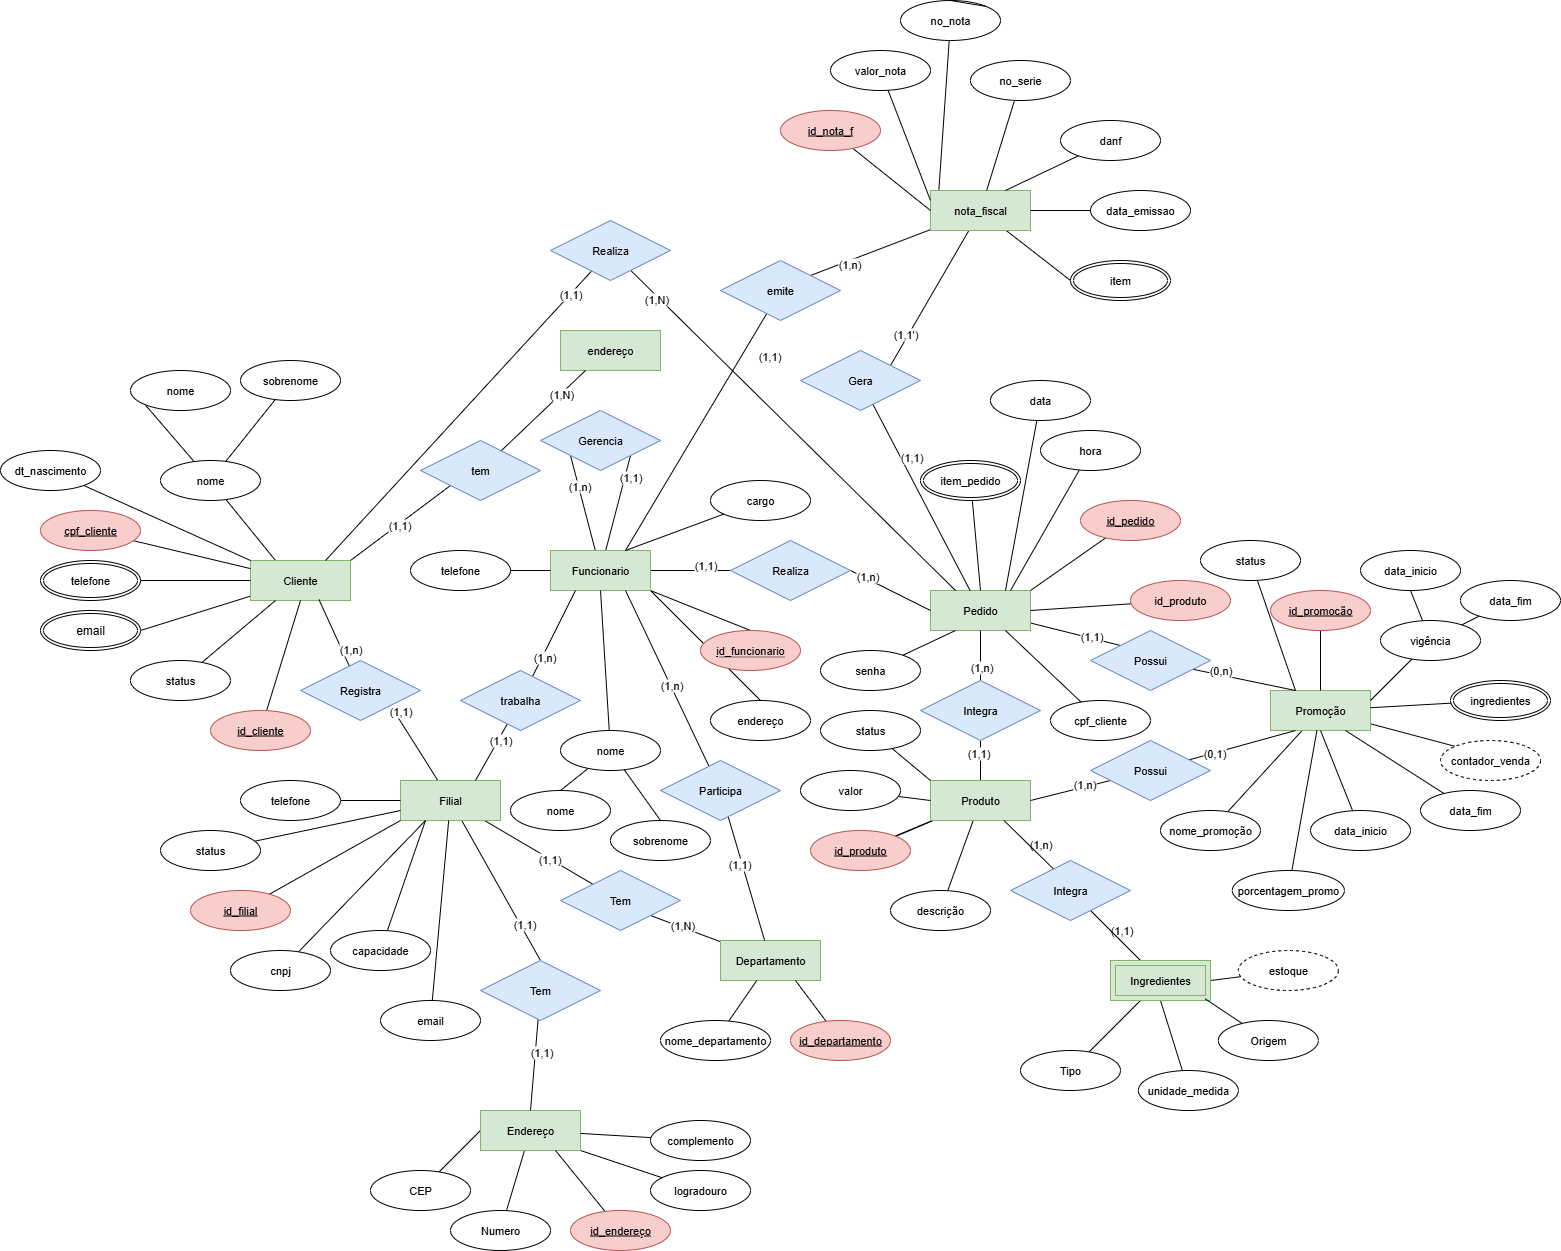 no_nota
valor_nota
no_serie
id_nota_f
danf
nota_fiscal
data_emissao
item
Realiza
(1,1)
(1,N)
emite
(1,n)
(1,1)
endereço
(1,N)
(1,1')
Gera
(1,1)
nome
sobrenome
nome
dt_nascimento
cpf_cliente
telefone
email
status
id_cliente
Cliente
tem
(1,1)
Gerencia
(1,n)
(1,1)
cargo
telefone
Funcionario
(1,1)
Realiza
(1,n)
data
hora
item_pedido
id_pedido
id_produto
Pedido
senha
cpf_cliente
(1,1)
Possui
(0,n)
status
id_promocão
data_inicio
data_fim
vigência
Promoção
ingredientes
contador_venda
data_fim
data_inicio
nome_promoção
porcentagem_promo
(1,n)
Registra
(1,1)
(1,n)
trabalha
(1,1)
id_funcionario
endereço
nome
nome
sobrenome
(1,n)
Participa
(1,1)
(1,n)
Integra
(1,1)
status
valor
id_produto
descrição
Produto
(1,n)
Possui
(0,1)
telefone
status
id_filial
cnpj
capacidade
email
Filial
(1,1)
Tem
(1,N)
Departamento
nome_departamento
id_departamento
(1,n)
Integra
(1,1)
Ingredientes
estoque
Origem
Tipo
unidade_medida
(1,1)
Tem
(1,1)
Endereço
complemento
logradouro
CEP
Numero
id_endereço